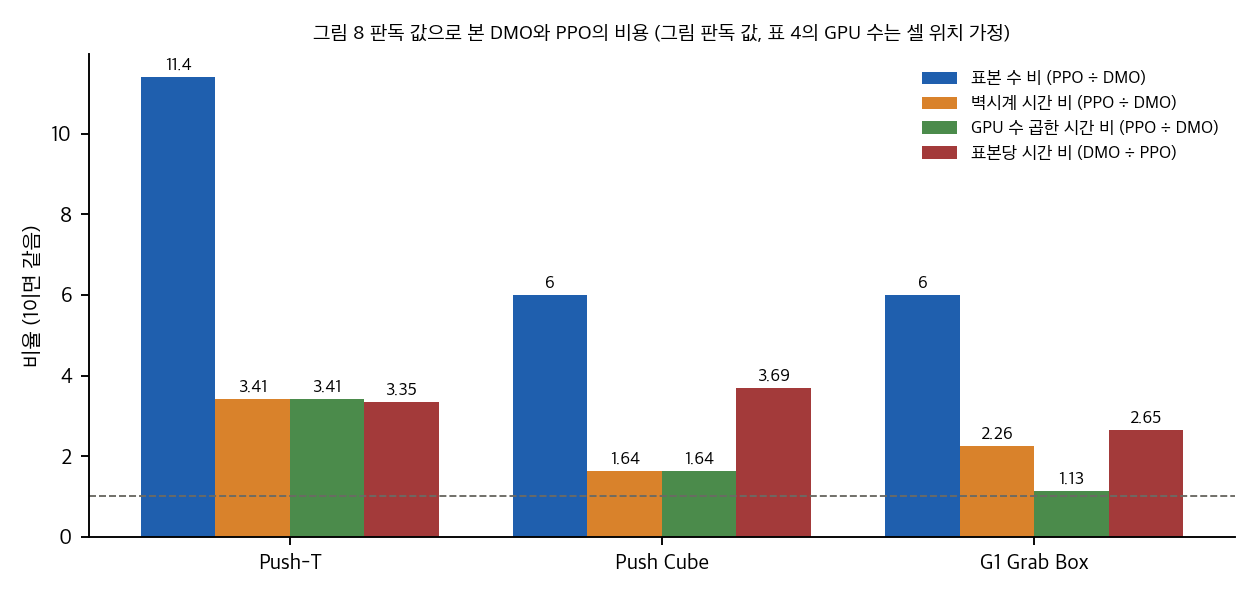 그림 8 판독 값으로 본 DMO와 PPO의 비용 (그림 판독 값, 표 4의 GPU 수는 셀 위치 가정)
표본 수 비 (PPO ÷ DMO)
벽시계 시간 비 (PPO ÷ DMO)
GPU 수 곱한 시간 비 (PPO ÷ DMO)
표본당 시간 비 (DMO ÷ PPO)
비율 (1이면 같음)
10
8
6
4
2
0
11.4
3.41
3.41
3.35
6
1.64
1.64
3.69
6
2.26
1.13
2.65
Push-T
Push Cube
G1 Grab Box